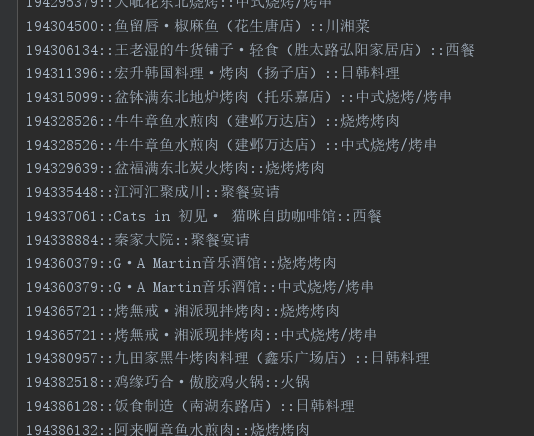 194295379::大呲花东北烧烤::中式烧烤/烤串
194304500::鱼留唇·椒麻鱼（花生唐店）::川湘菜
194306134::王老湿的牛货铺子·轻食（胜太路弘阳家居店）::西餐
194311396::宏升韩国料理·烤肉（扬子店）::日韩料理
194315099::盆钵满东北地炉烤肉（托乐嘉店）::中式烧烤/烤串
194328526::牛牛章鱼水煎肉（建邺万达店）::烧烤烤肉
194328526::牛牛章鱼水煎肉（建邺万达店）::中式烧烤/烤串
194329639::盆福满东北炭火烤肉::烧烤烤肉
194335448::江河汇聚成川::聚餐宴请
194337061::Cats in 初见· 猫咪自助咖啡馆::西餐
194338884::秦家大院::聚餐宴请
194360379::G·A Martin音乐酒馆::烧烤烤肉
194360379::G·A Martin音乐酒馆::中式烧烤/烤串
194365721::烤無戒·湘派现拌烤肉::烧烤烤肉
194365721::烤無戒·湘派现拌烤肉::中式烧烤/烤串
194380957::九田家黑牛烤肉料理（鑫乐广场店）::日韩料理
194382518::鸡缘巧合·傲胶鸡火锅::火锅
194386128::饭食制造（南湖东路店）::日韩料理
194386132::阿来啊章鱼水煎肉::烧烤烤肉